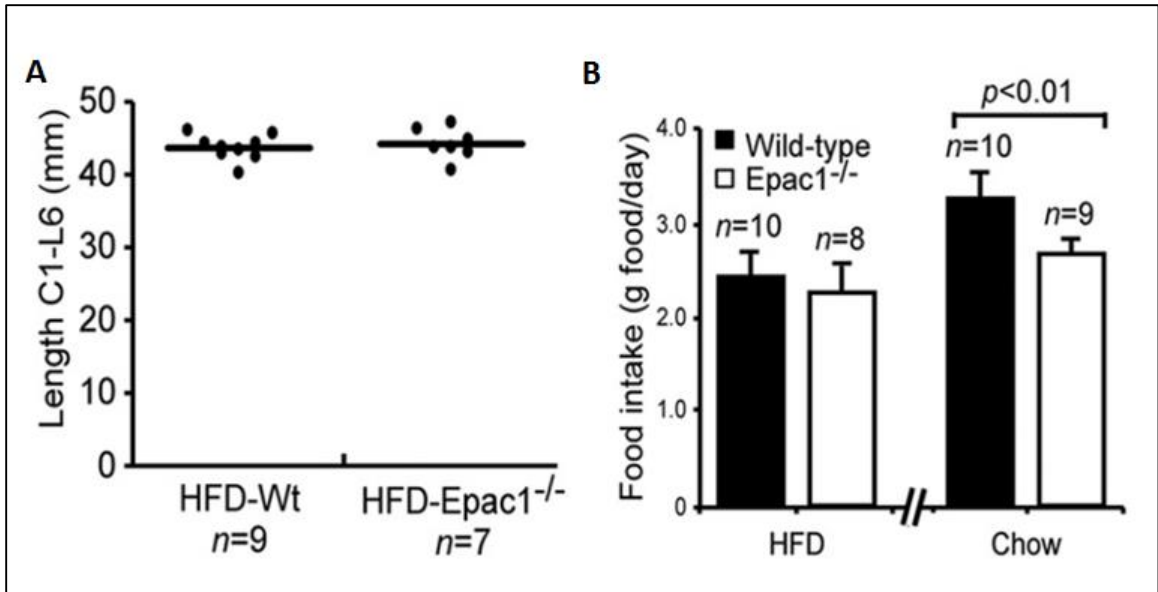 A
Length C1-L6 (mm)
50
40
30
20
10
0
HFD-Wt
n=9
HFD-Epac1-/-
n=7
B
Food intake (g food/day)
4.0
3.0
2.0
1.0
0
Wild-type
Epac1-/-
p<0.01
n=10
n=8
n=10
n=9
HFD
Chow